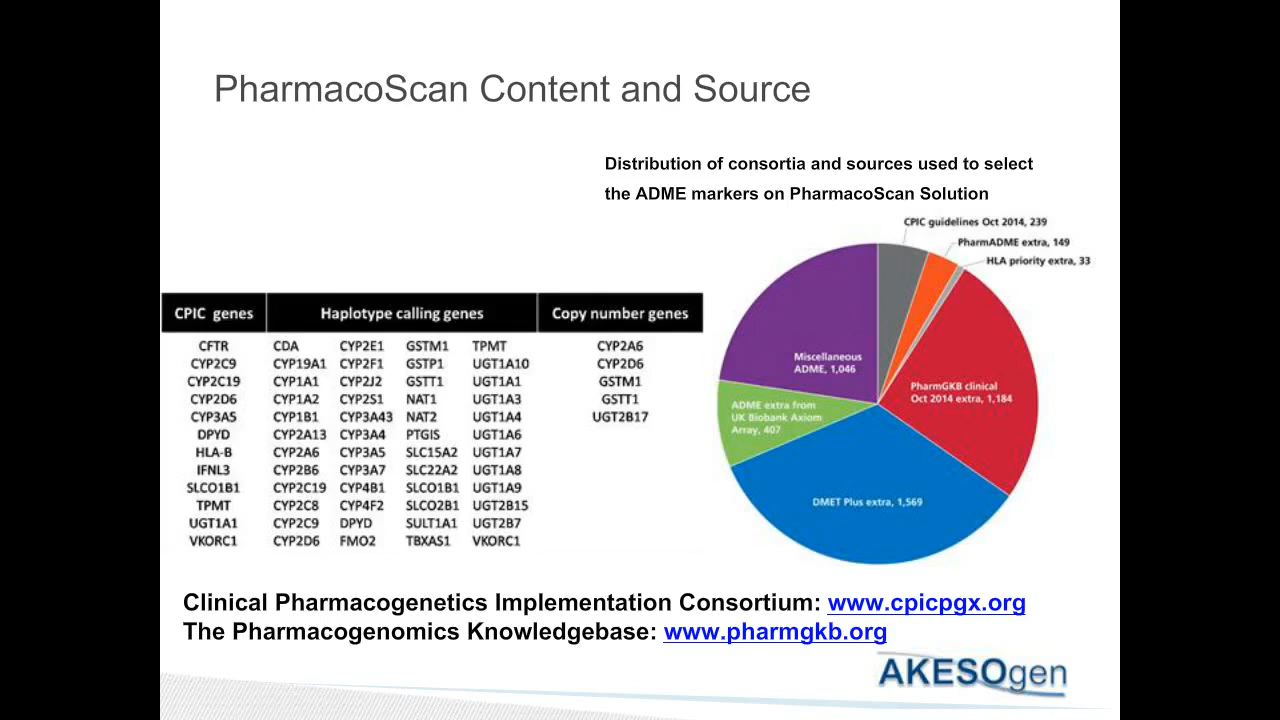 PharmacoScan Content and Source
Distribution of consortia and sources used to select
the ADME markers on PharmacoScan Solution
CPIC guidelines Oct 2014, 239
PharmADME extra, 149
HLA priority extra, 33
PharmGKB clinical
Oct 2014 extra, 1,184
DMET Plus extra, 1,569
ADME extra from
UK Biobank Axiom
Array, 407
Miscellaneous
ADME, 1,046
CPIC genes Haplotype calling genes Copy number genes
CFTR CDA CYP2E1 GSTM1 TPMT CYP2A6
CYP2C9 CYP19A1 CYP2F1 GSTP1 UGT1A10 CYP2D6
CYP2C19 CYP1A1 CYP2J2 GSTT1 UGT1A1 GSTM1
CYP2D6 CYP1A2 CYP2S1 NAT1 UGT1A3 GSTT1
CYP3A5 CYP1B1 CYP3A43 NAT2 UGT1A4 UGT2B17
DPYD CYP2A13 CYP3A4 PTGIS UGT1A6
HLA-B CYP2A6 CYP3A5 SLC15A2 UGT1A7
IFNL3 CYP2B6 CYP3A7 SLC22A2 UGT1A8
SLCO1B1 CYP2C19 CYP4B1 SLCO1B1 UGT1A9
TPMT CYP2C8 CYP4F2 SLCO2B1 UGT2B15
UGT1A1 CYP2C9 DPYD SULT1A1 UGT2B7
VKORC1 CYP2D6 FMO2 TBXAS1 VKORC1
Clinical Pharmacogenetics Implementation Consortium: www.cpicpgx.org
The Pharmacogenomics Knowledgebase: www.pharmgkb.org
AKESOgen